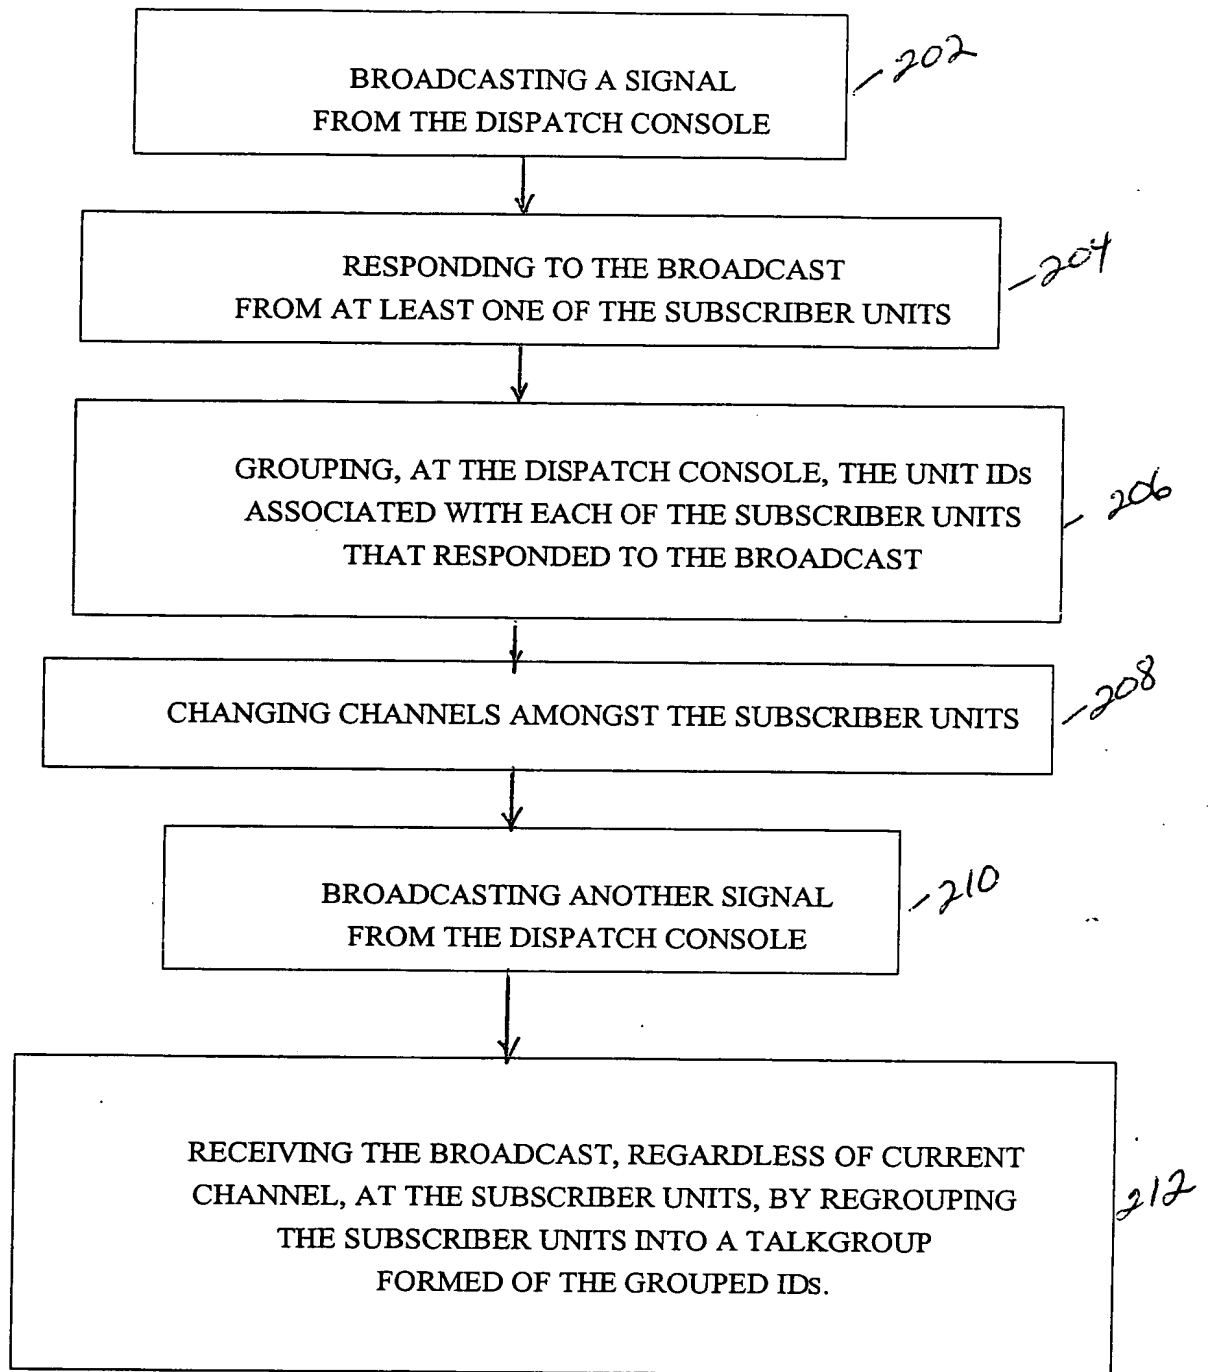 BROADCASTING A SIGNAL
FROM THE DISPATCH CONSOLE
202
RESPONDING TO THE BROADCAST
FROM AT LEAST ONE OF THE SUBSCRIBER UNITS
204
GROUPING, AT THE DISPATCH CONSOLE, THE UNIT IDs
ASSOCIATED WITH EACH OF THE SUBSCRIBER UNITS
THAT RESPONDED TO THE BROADCAST
206
CHANGING CHANNELS AMONGST THE SUBSCRIBER UNITS
208
BROADCASTING ANOTHER SIGNAL
FROM THE DISPATCH CONSOLE
210
RECEIVING THE BROADCAST, REGARDLESS OF CURRENT
CHANNEL, AT THE SUBSCRIBER UNITS, BY REGROUPING
THE SUBSCRIBER UNITS INTO A TALKGROUP
FORMED OF THE GROUPED IDs.
212